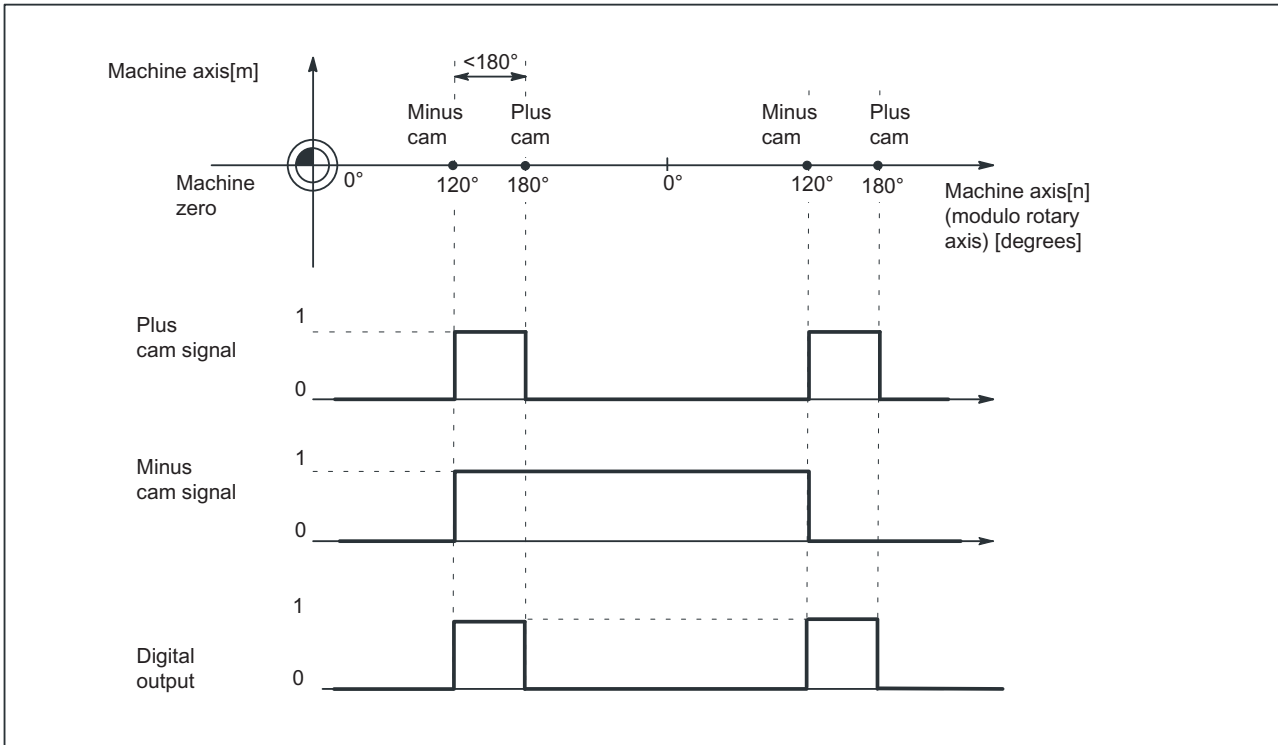 Machine axis[m]
<180°
Minus
cam
Plus
cam
Minus
cam
Plus
cam
Machine
zero
0°
120°
180°
0°
120°
180°
Machine axis[n]
(modulo rotary
axis) [degrees]
Plus
cam signal
1
0
Minus
cam signal
1
0
Digital
output
1
0